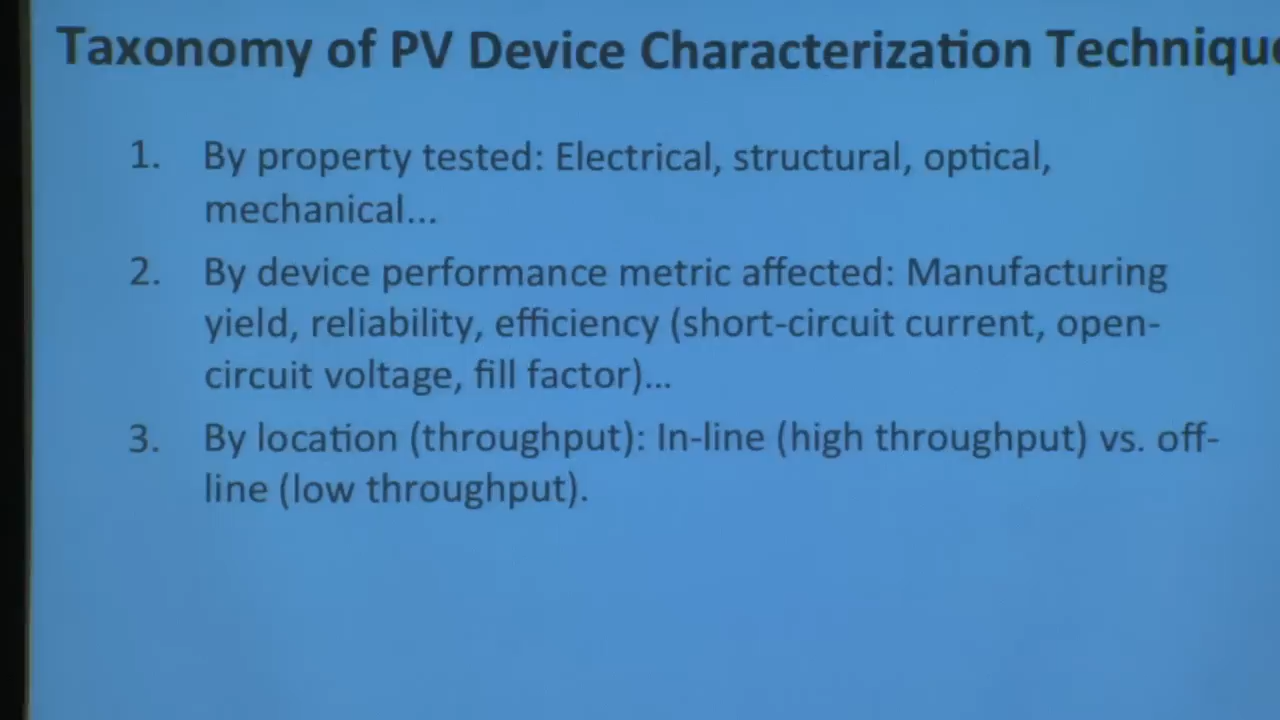 Taxonomy of PV Device Characterization Technique
1. By property tested: Electrical, structural, optical,
mechanical...
2. By device performance metric affected: Manufacturing
yield, reliability, efficiency (short-circuit current, open-
circuit voltage, fill factor)...
3. By location (throughput): In-line (high throughput) vs. off-
line (low throughput).